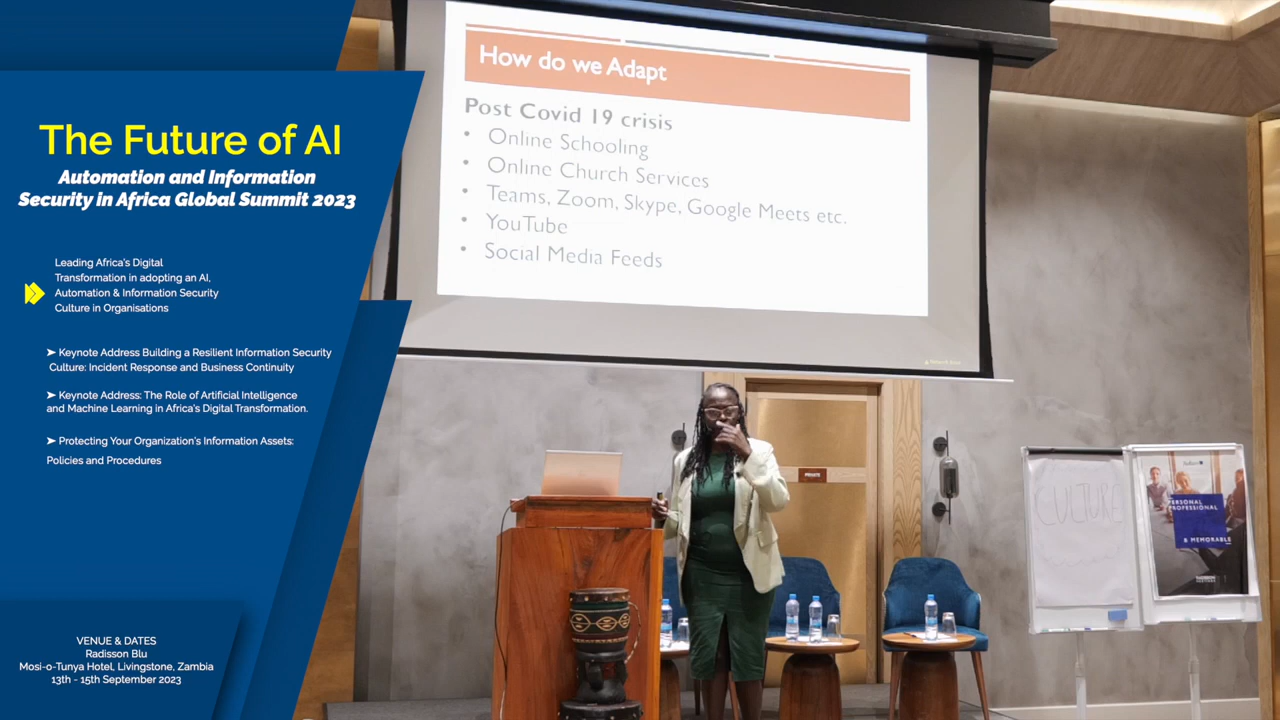 The Future of AI
Automation and Information
Security in Africa Global Summit 2023
Leading Africa's Digital
Transformation in adopting an AI,
Automation & Information Security
Culture in Organisations
➤ Keynote Address Building a Resilient Information Security
Culture: Incident Response and Business Continuity
➤ Keynote Address: The Role of Artificial Intelligence
and Machine Learning in Africa's Digital Transformation.
➤ Protecting Your Organization's Information Assets:
Policies and Procedures
VENUE & DATES
Radisson Blu
Mosi-o-Tunya Hotel, Livingstone, Zambia
13th - 15th September 2023
How do we Adapt
Post Covid 19 crisis
• Online Schooling
• Online Church Services
• Teams, Zoom, Skype, Google Meets etc.
• YouTube
• Social Media Feeds
PRIVATE
CULTURE
PERSONAL
PROFESSIONAL
& MEMORABLE